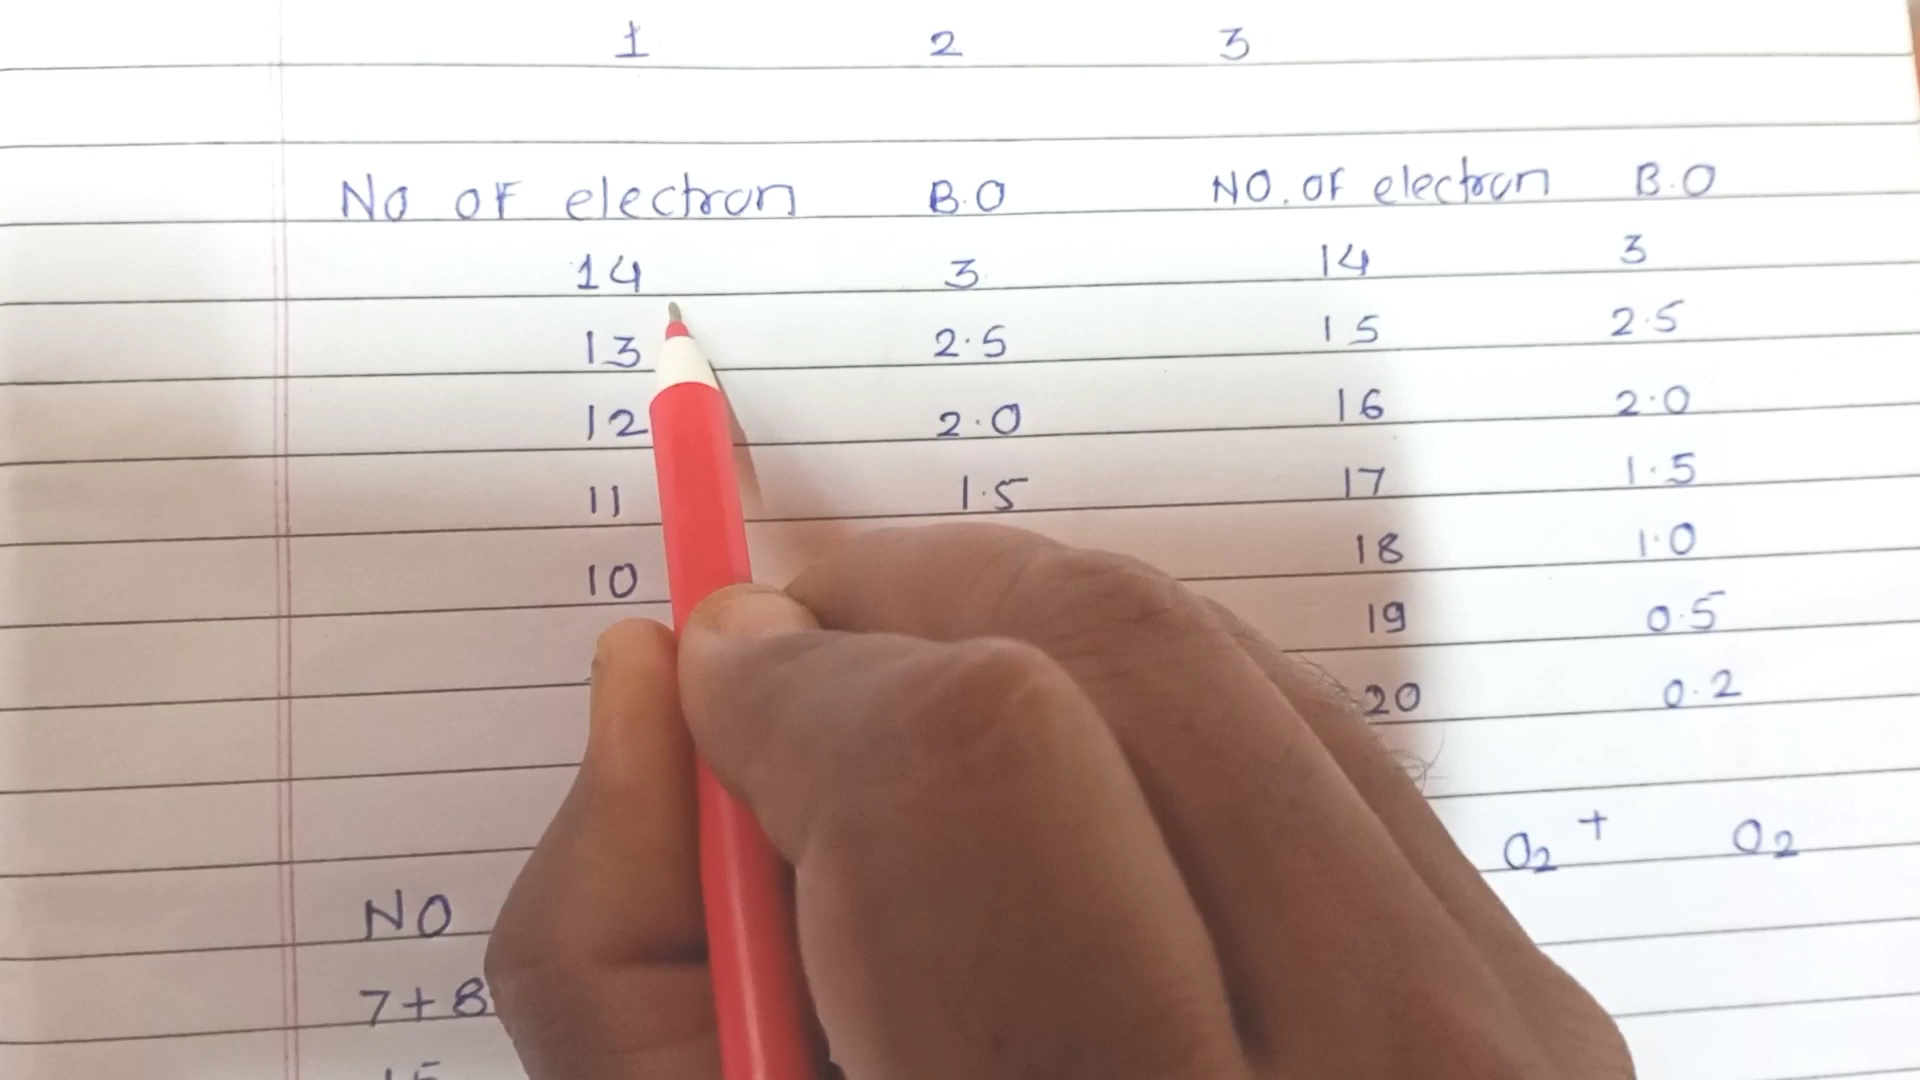 1 2 3
No OF electron B.O NO. OF electron B.O
14 3 14 3
13 2.5 15 2.5
12 2.0 16 2.0
11 1.5 17 1.5
10 18 1.0
19 0.5
20 0.2
O2+ O2
NO
7+8
15